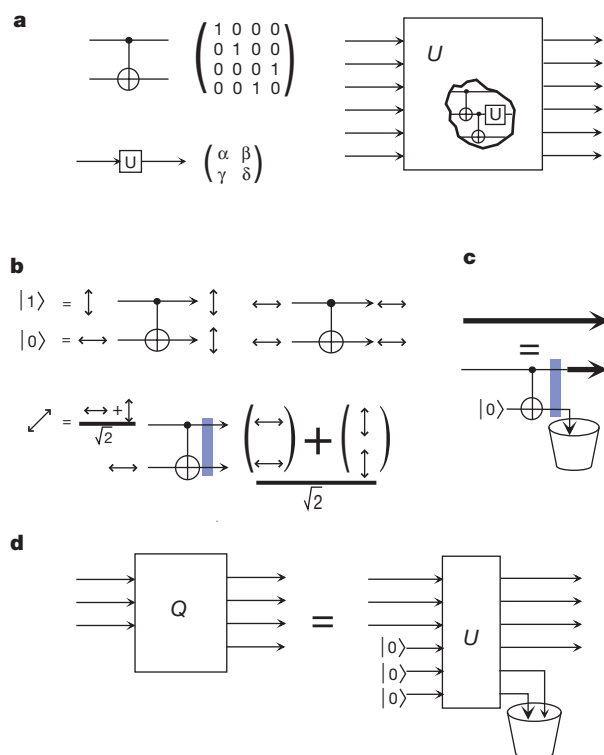 a
1 0 0 0
0 1 0 0
0 0 0 1
0 0 1 0
U
α β
γ δ
U
U
b
|1⟩ =
|0⟩ =
= +
√2
+
√2
c
=
|0⟩
d
Q
=
|0⟩
|0⟩
|0⟩
U